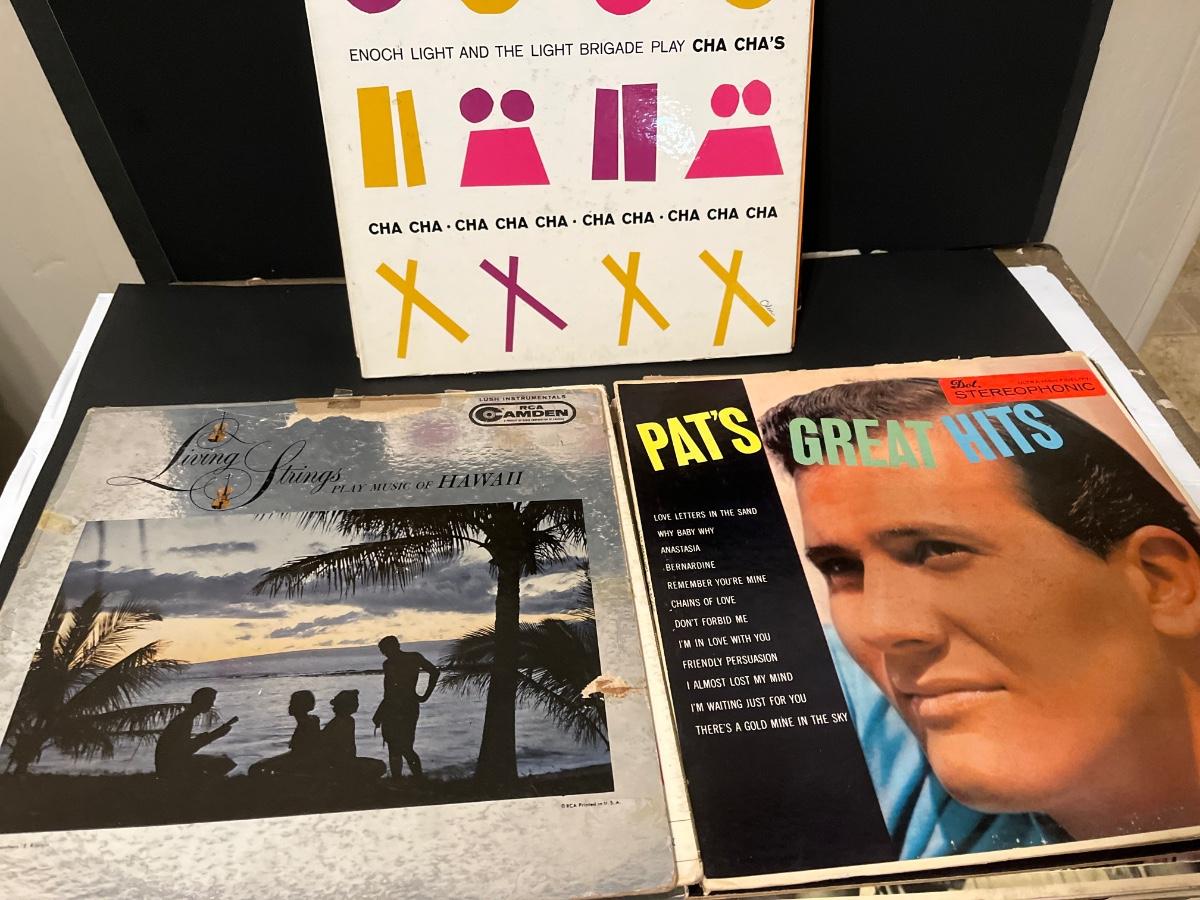 ENOCH LIGHT AND THE LIGHT BRIGADE PLAY CHA CHA'S
CHA CHA · CHA CHA CHA · CHA CHA · CHA CHA CHA
LUSH INSTRUMENTALS
RCA
CAMDEN
Living Strings
PLAY MUSIC OF HAWAII
© RCA Printed in U.S.A.
Dot.
ULTRA HIGH FIDELITY
STEREOPHONIC
PAT'S GREAT HITS
LOVE LETTERS IN THE SAND
WHY BABY WHY
ANASTASIA
BERNARDINE
REMEMBER YOU'RE MINE
CHAINS OF LOVE
DON'T FORBID ME
I'M IN LOVE WITH YOU
FRIENDLY PERSUASION
I ALMOST LOST MY MIND
I'M WAITING JUST FOR YOU
THERE'S A GOLD MINE IN THE SKY